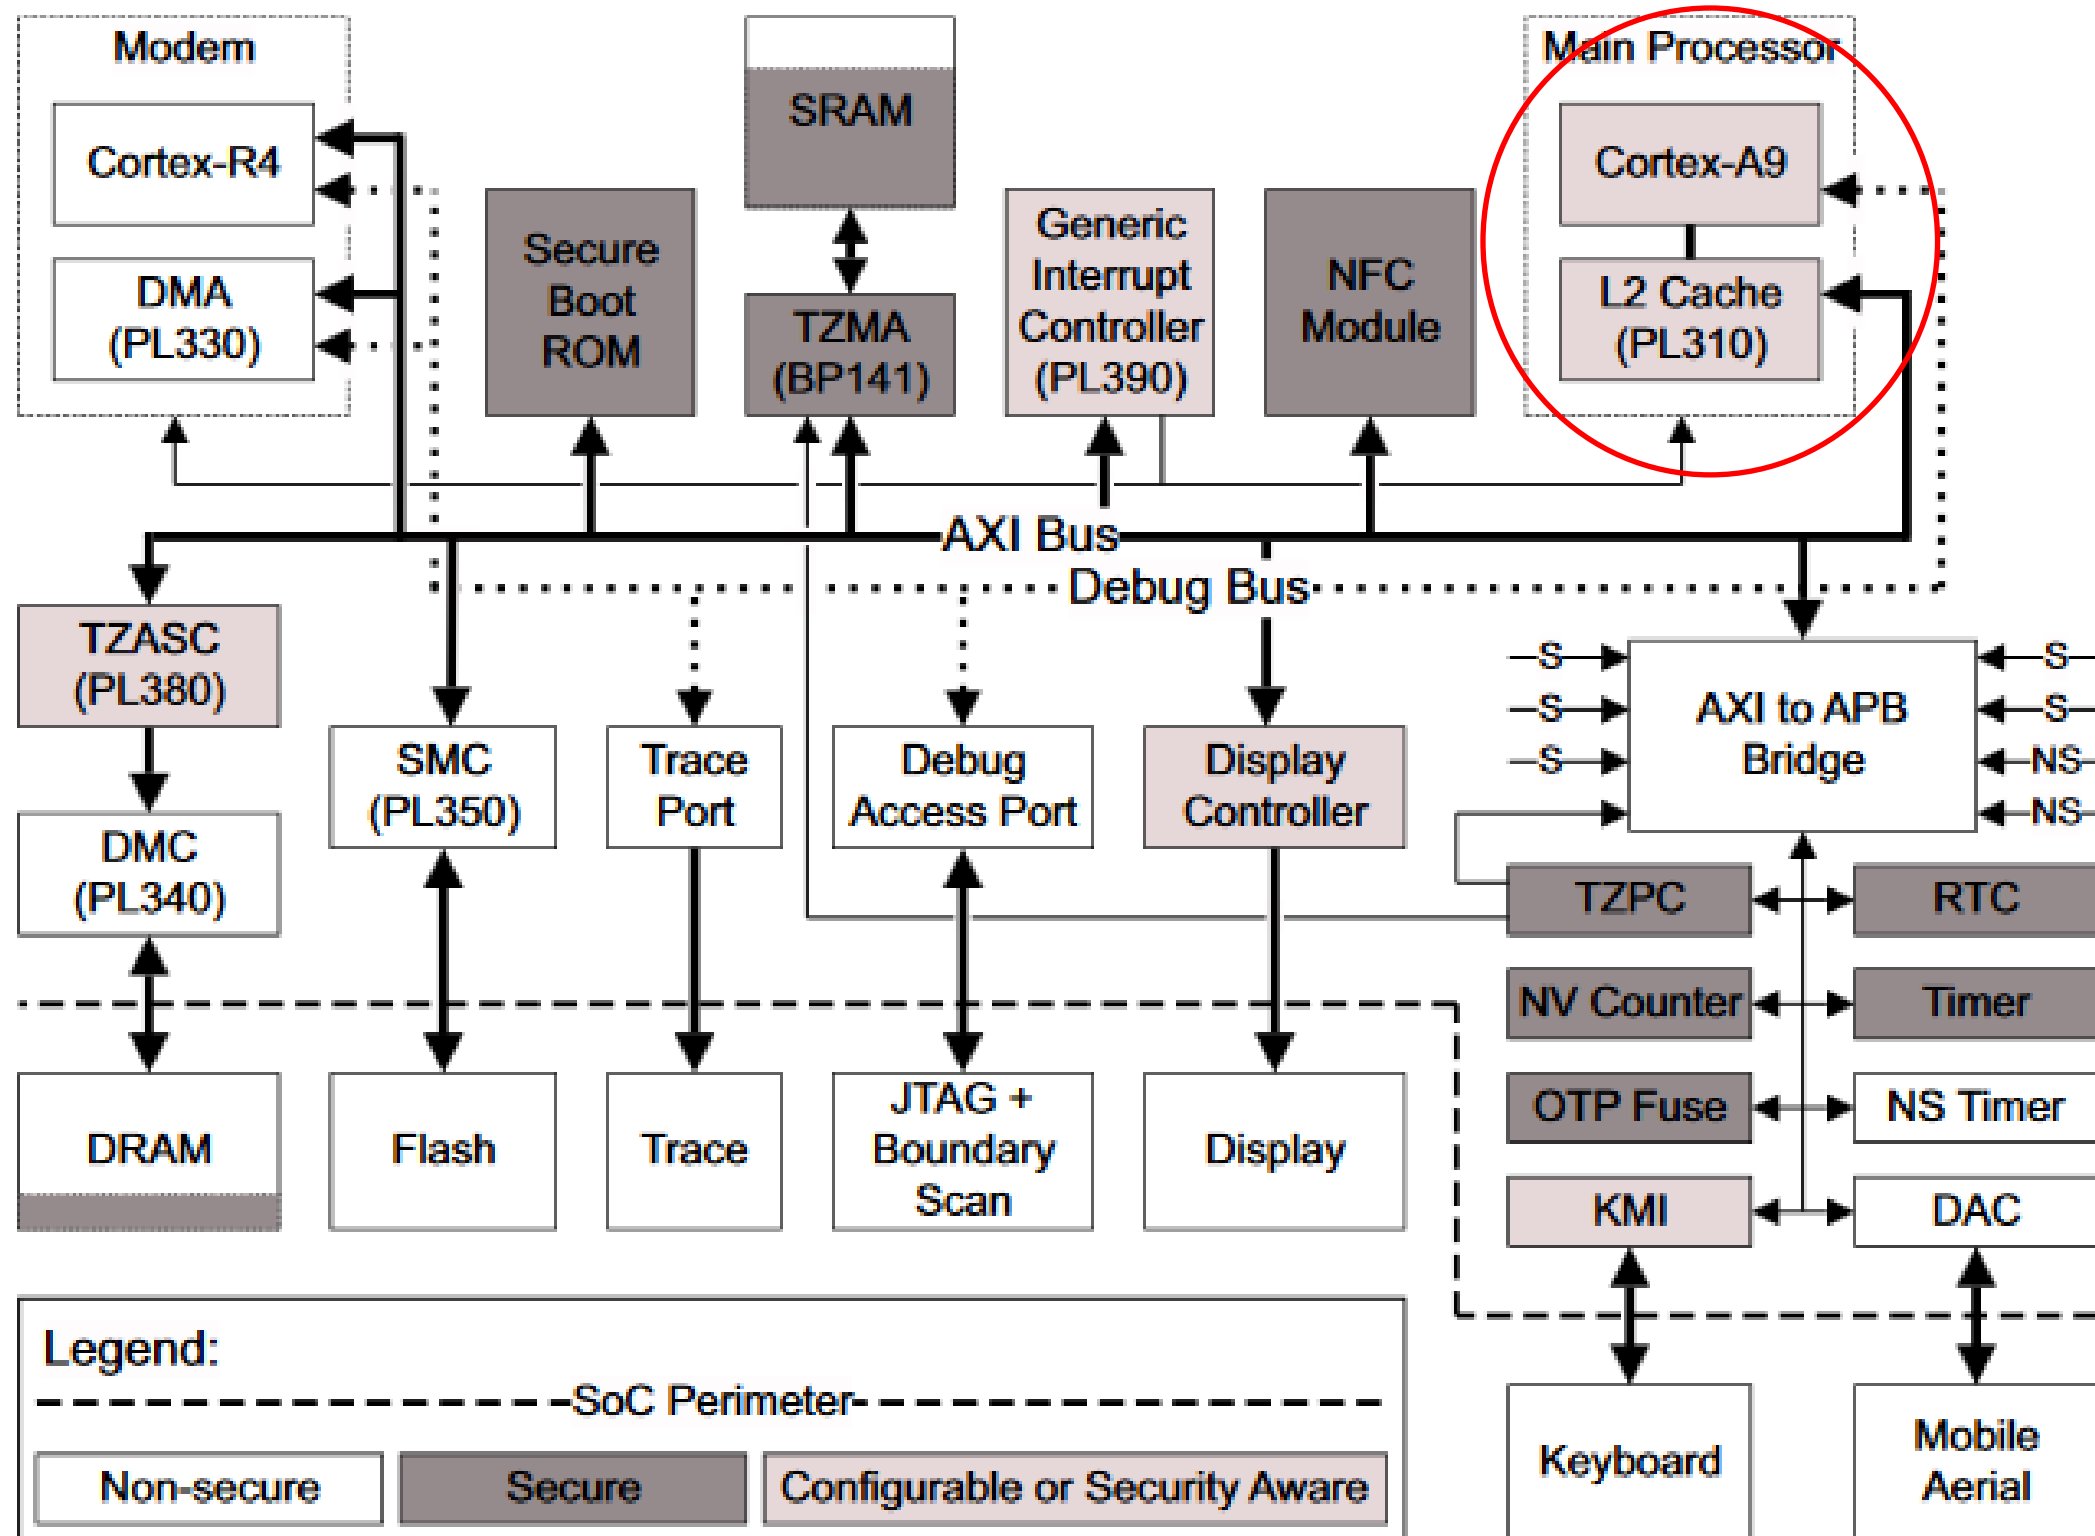 Modem
Cortex-R4
DMA
(PL330)
Secure
Boot
ROM
SRAM
TZMA
(BP141)
Generic
Interrupt
Controller
(PL390)
NFC
Module
Main Processor
Cortex-A9
L2 Cache
(PL310)
AXI Bus
Debug Bus
TZASC
(PL380)
DMC
(PL340)
SMC
(PL350)
Trace
Port
Debug
Access Port
Display
Controller
S
S
S
AXI to APB
Bridge
S
S
NS
NS
TZPC
RTC
NV Counter
Timer
OTP Fuse
NS Timer
KMI
DAC
DRAM
Flash
Trace
JTAG +
Boundary
Scan
Display
Keyboard
Mobile
Aerial
Legend:
SoC Perimeter
Non-secure
Secure
Configurable or Security Aware